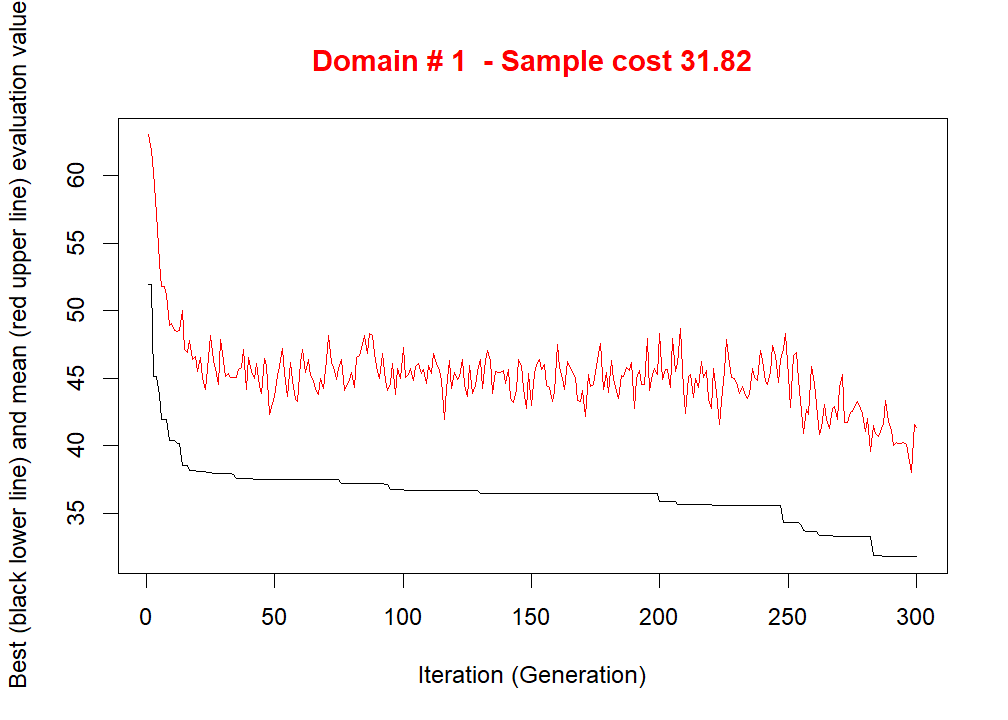 Domain # 1  - Sample cost 31.82
Best (black lower line) and mean (red upper line) evaluation value
60
55
50
45
40
35
0 50 100 150 200 250 300
Iteration (Generation)